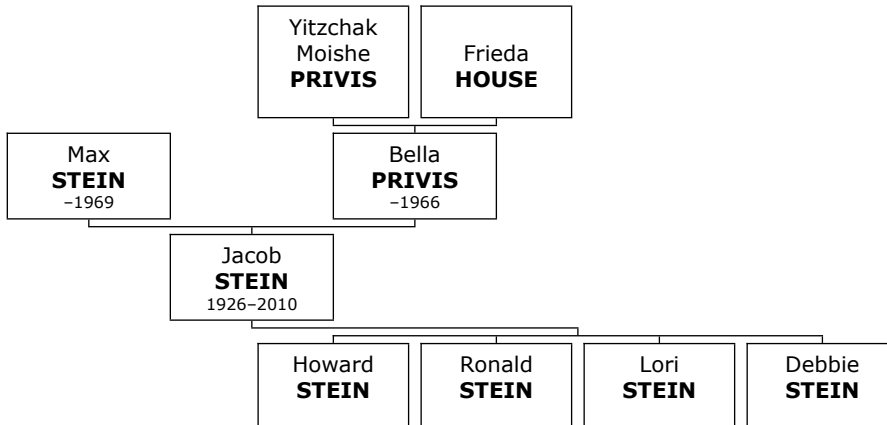 Yitzchak
Moishe
PRIVIS
Frieda
HOUSE
Max
STEIN
–1969
Bella
PRIVIS
–1966
Jacob
STEIN
1926–2010
Howard
STEIN
Ronald
STEIN
Lori
STEIN
Debbie
STEIN